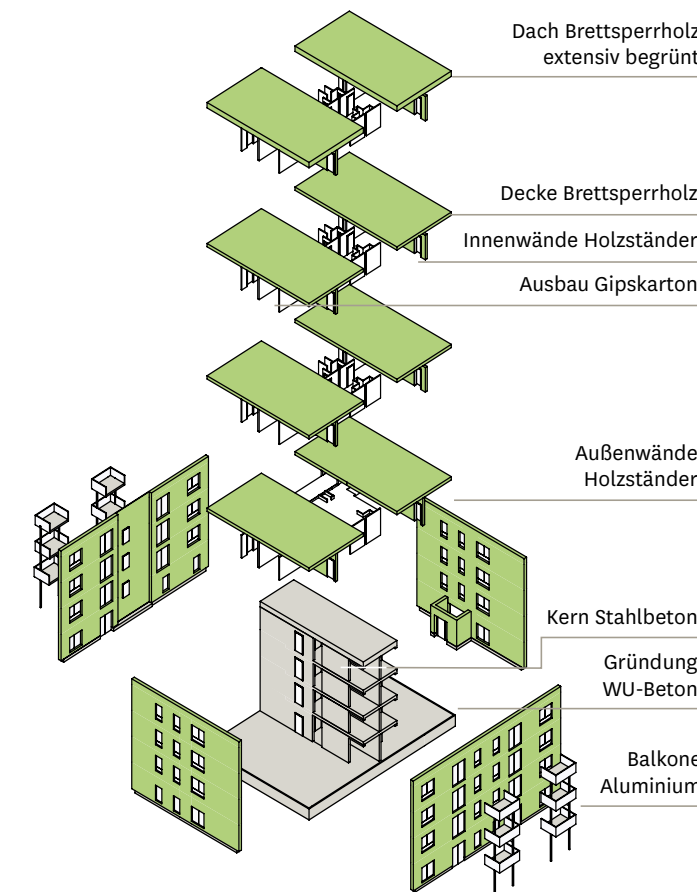 Dach Brettsperrholz
extensiv begrünt
Decke Brettsperrholz
Innenwände Holzständer
Ausbau Gipskarton
Außenwände
Holzständer
Kern Stahlbeton
Gründung
WU-Beton
Balkone
Aluminium